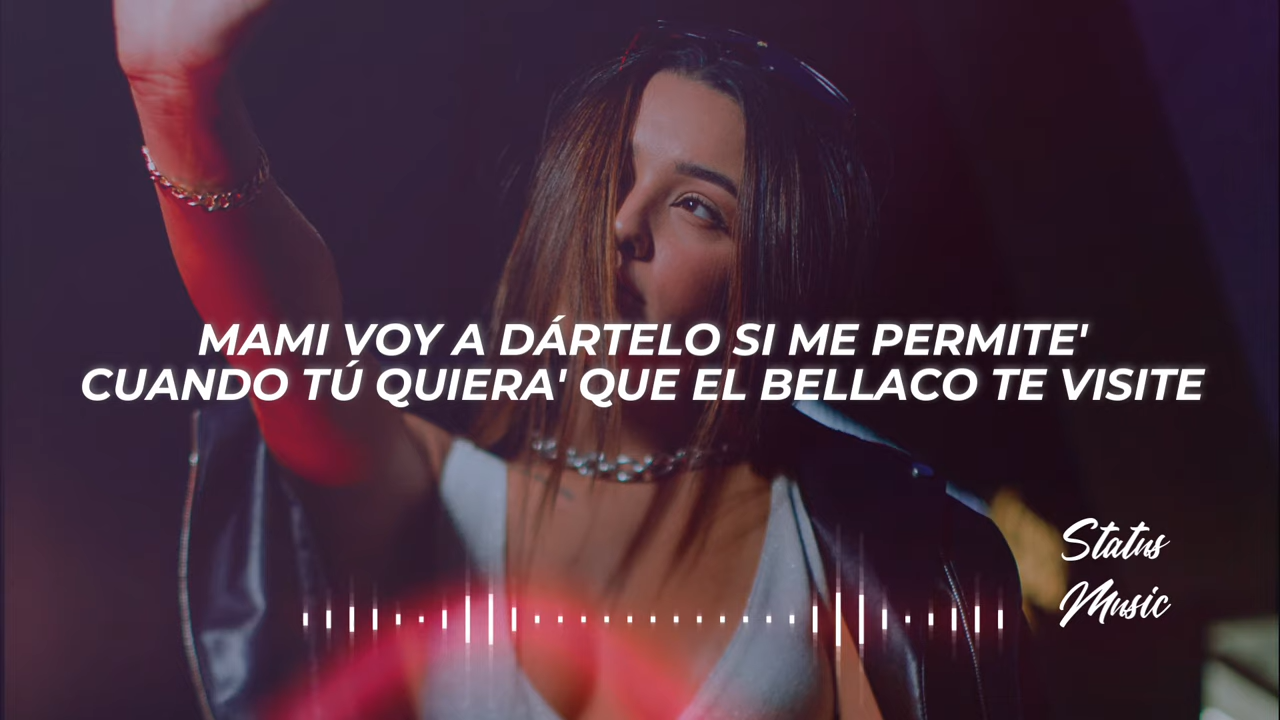 MAMI VOY A DÁRTELO SI ME PERMITE'
CUANDO TÚ QUIERA' QUE EL BELLACO TE VISITE
Status
Music